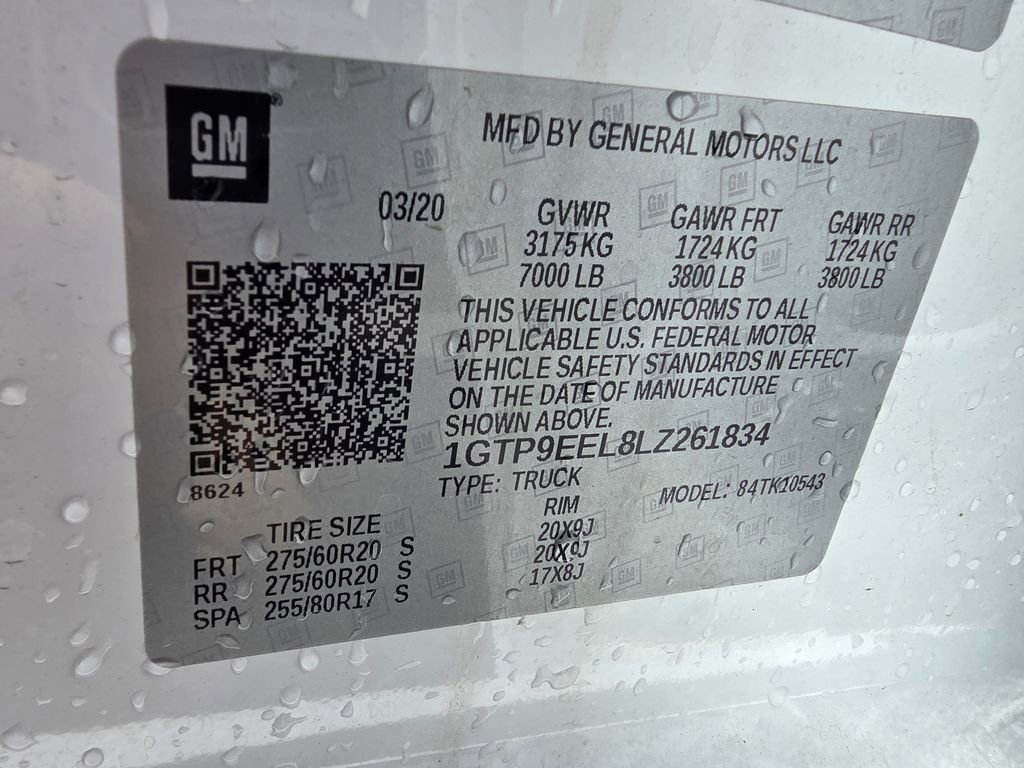 GM
MFD BY GENERAL MOTORS LLC
03/20
GVWR GAWR FRT GAWR RR
3175 KG 1724 KG 1724 KG
7000 LB 3800 LB 3800 LB
THIS VEHICLE CONFORMS TO ALL
APPLICABLE U.S. FEDERAL MOTOR
VEHICLE SAFETY STANDARDS IN EFFECT
ON THE DATE OF MANUFACTURE
SHOWN ABOVE.
1GTP9EEL8LZ261834
8624
TYPE: TRUCK MODEL: 84TK10543
TIRE SIZE RIM
FRT 275/60R20 S 20X9J
RR 275/60R20 S 20X9J
SPA 255/80R17 S 17X8J